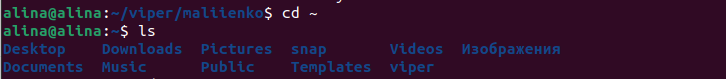 alina@alina:~/viper/maliienko$ cd ~
alina@alina:~$ ls
Desktop    Downloads  Pictures  snap       Videos  Изображения
Documents  Music      Public    Templates  viper